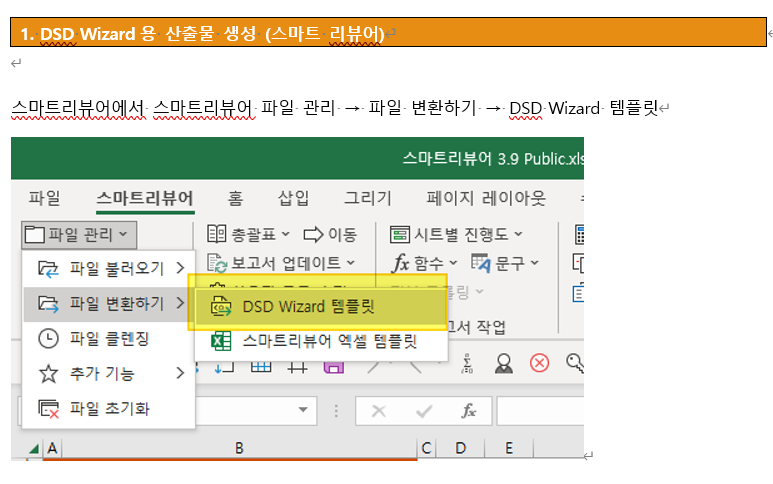 1. DSD Wizard 용 산출물 생성 (스마트 리뷰어)
스마트리뷰어에서 스마트리뷰어 파일 관리 → 파일 변환하기 → DSD Wizard 템플릿
스마트리뷰어 3.9 Public.xls
파일 스마트리뷰어 홈 삽입 그리기 페이지 레이아웃
파일 관리 총괄표 이동 시트별 진행도
파일 불러오기 보고서 업데이트 fx 함수 문구
파일 변환하기 DSD Wizard 템플릿
파일 클렌징 스마트리뷰어 엑셀 템플릿
추가 기능
파일 초기화 fx
A B C D E